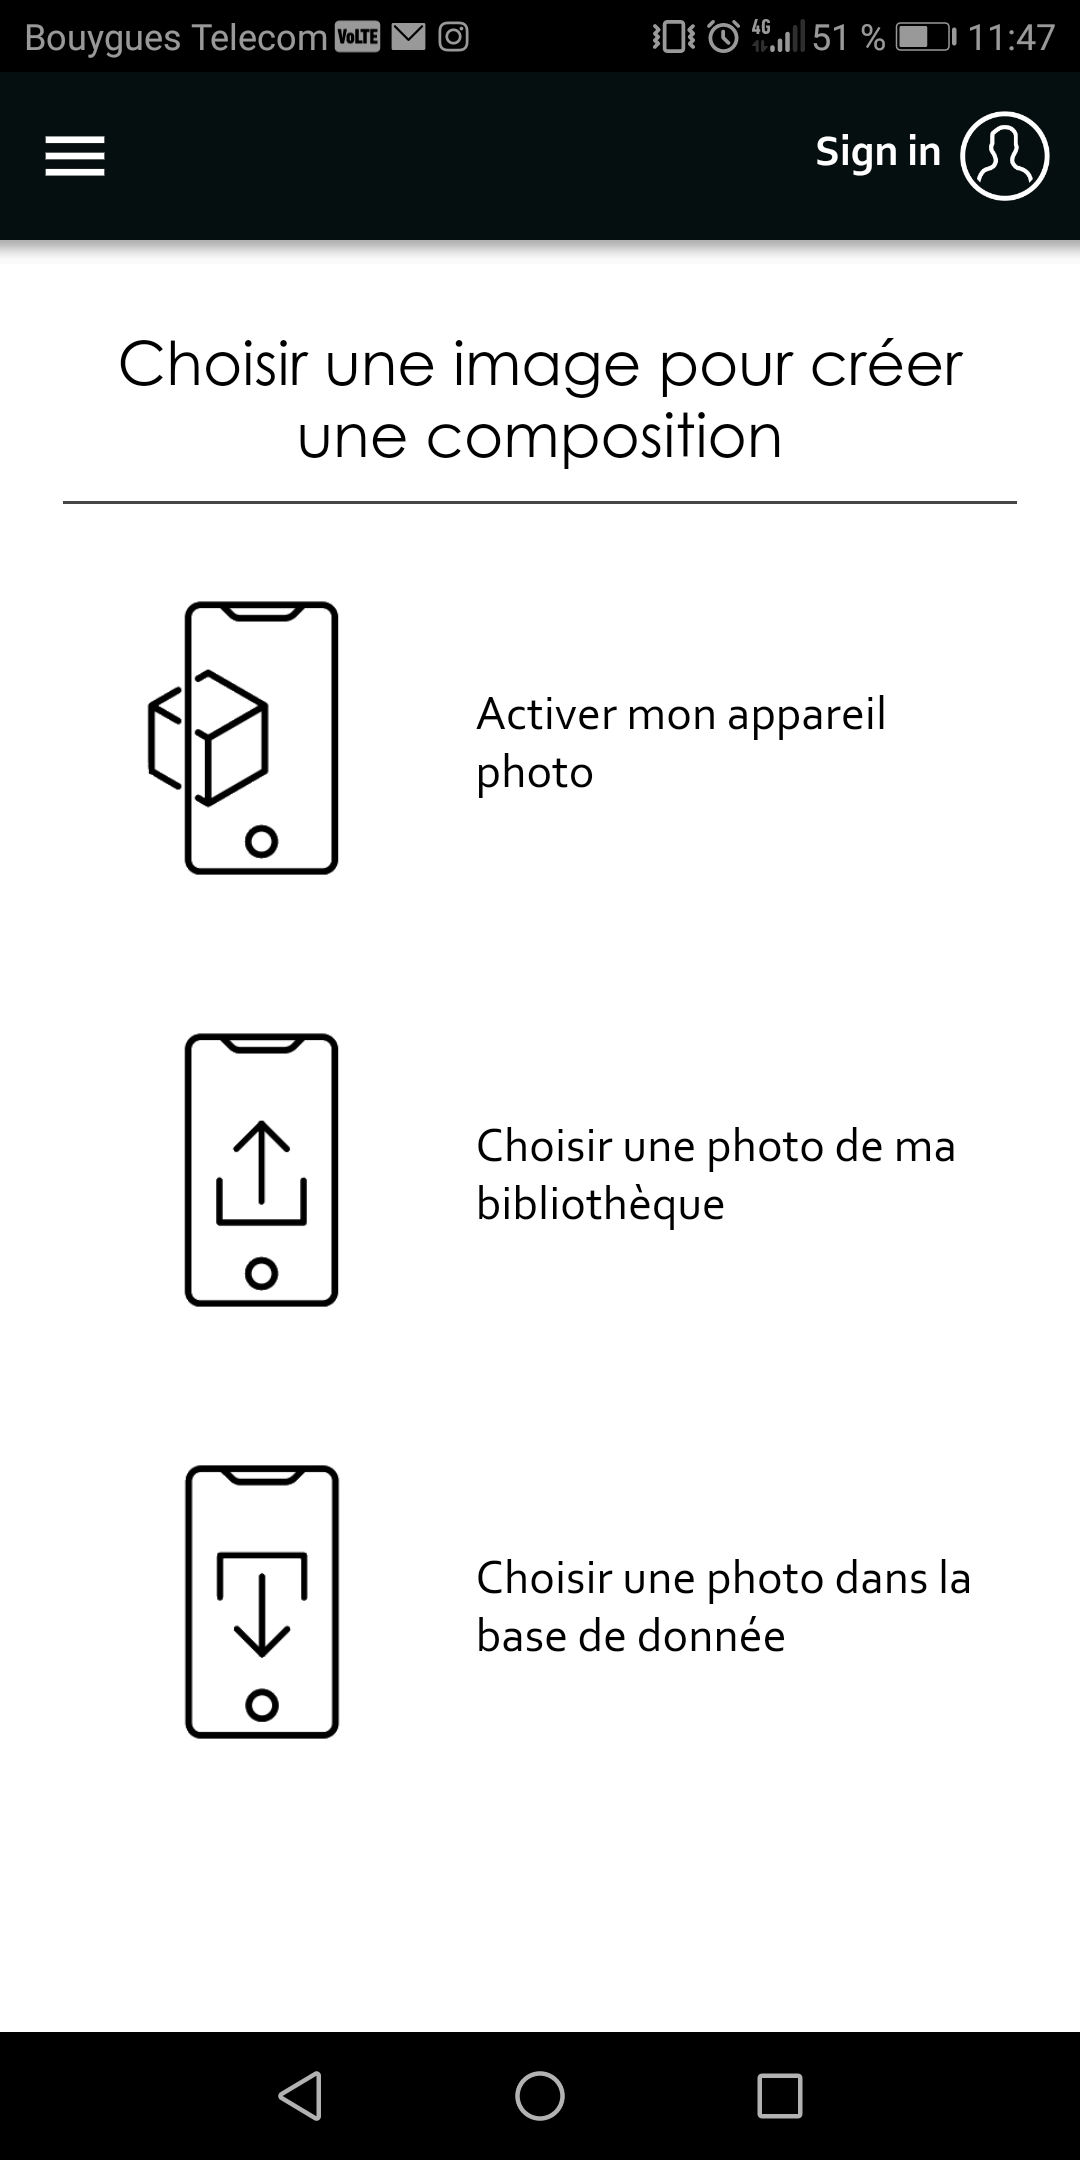 Bouygues Telecom VoLTE 4G 51 % 11:47
Sign in
Choisir une image pour créer
une composition
Activer mon appareil
photo
Choisir une photo de ma
bibliothèque
Choisir une photo dans la
base de donnée